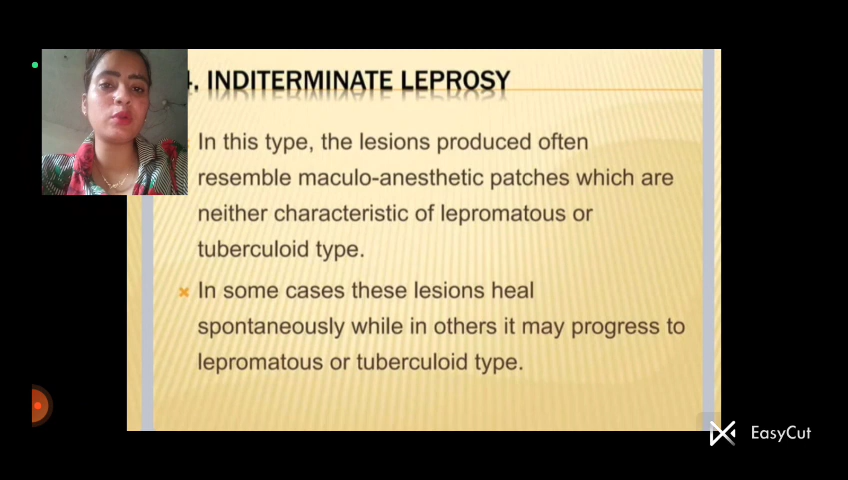 4. INDITERMINATE LEPROSY
In this type, the lesions produced often
resemble maculo-anesthetic patches which are
neither characteristic of lepromatous or
tuberculoid type.
In some cases these lesions heal
spontaneously while in others it may progress to
lepromatous or tuberculoid type.
EasyCut